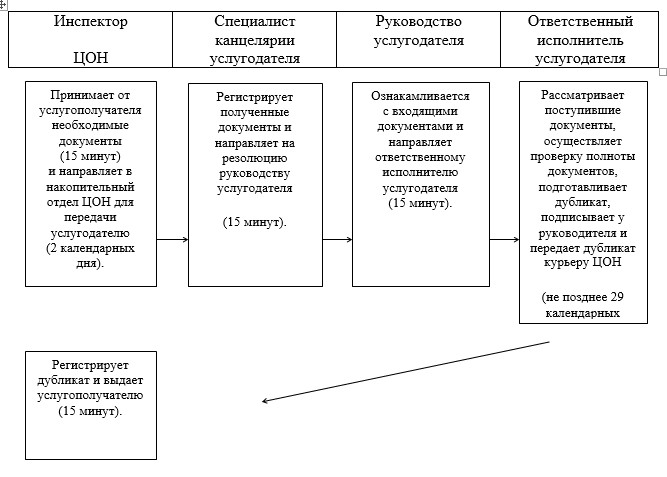 Инспектор
ЦОН
Специалист
канцелярии
услугодателя
Руководство
услугодателя
Ответственный
исполнитель
услугодателя
Принимает от
услугополучателя
необходимые
документы
(15 минут)
и направляет в
накопительный
отдел ЦОН для
передачи
услугодателю
(2 календарных
дня).
Регистрирует
полученные
документы и
направляет на
резолюцию
руководству
услугодателя
(15 минут).
Ознакамливается
с входящими
документами и
направляет
ответственному
исполнителю
услугодателя
(15 минут).
Рассматривает
поступившие
документы,
осуществляет
проверку полноты
документов,
подготавливает
дубликат,
подписывает у
руководителя и
передает дубликат
курьеру ЦОН
(не позднее 29
календарных
Регистрирует
дубликат и выдает
услугополучателю
(15 минут).